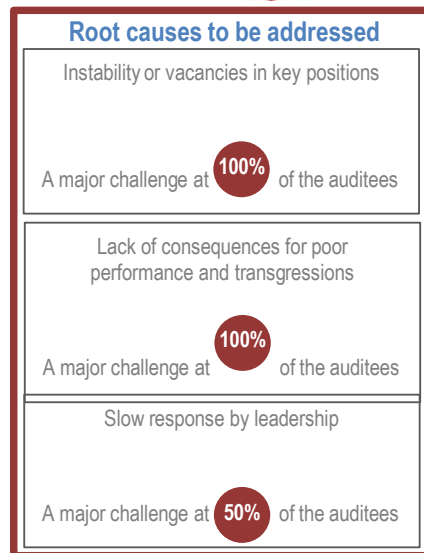 Root causes to be addressed
Instability or vacancies in key positions
A major challenge at 100% of the auditees
Lack of consequences for poor
performance and transgressions
A major challenge at 100% of the auditees
Slow response by leadership
A major challenge at 50% of the auditees